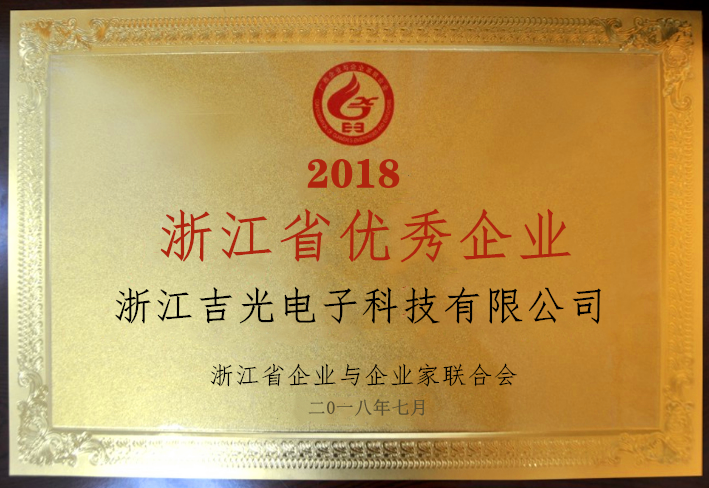 2018
浙江省优秀企业
浙江吉光电子科技有限公司
浙江省企业与企业家联合会
二0一八年七月